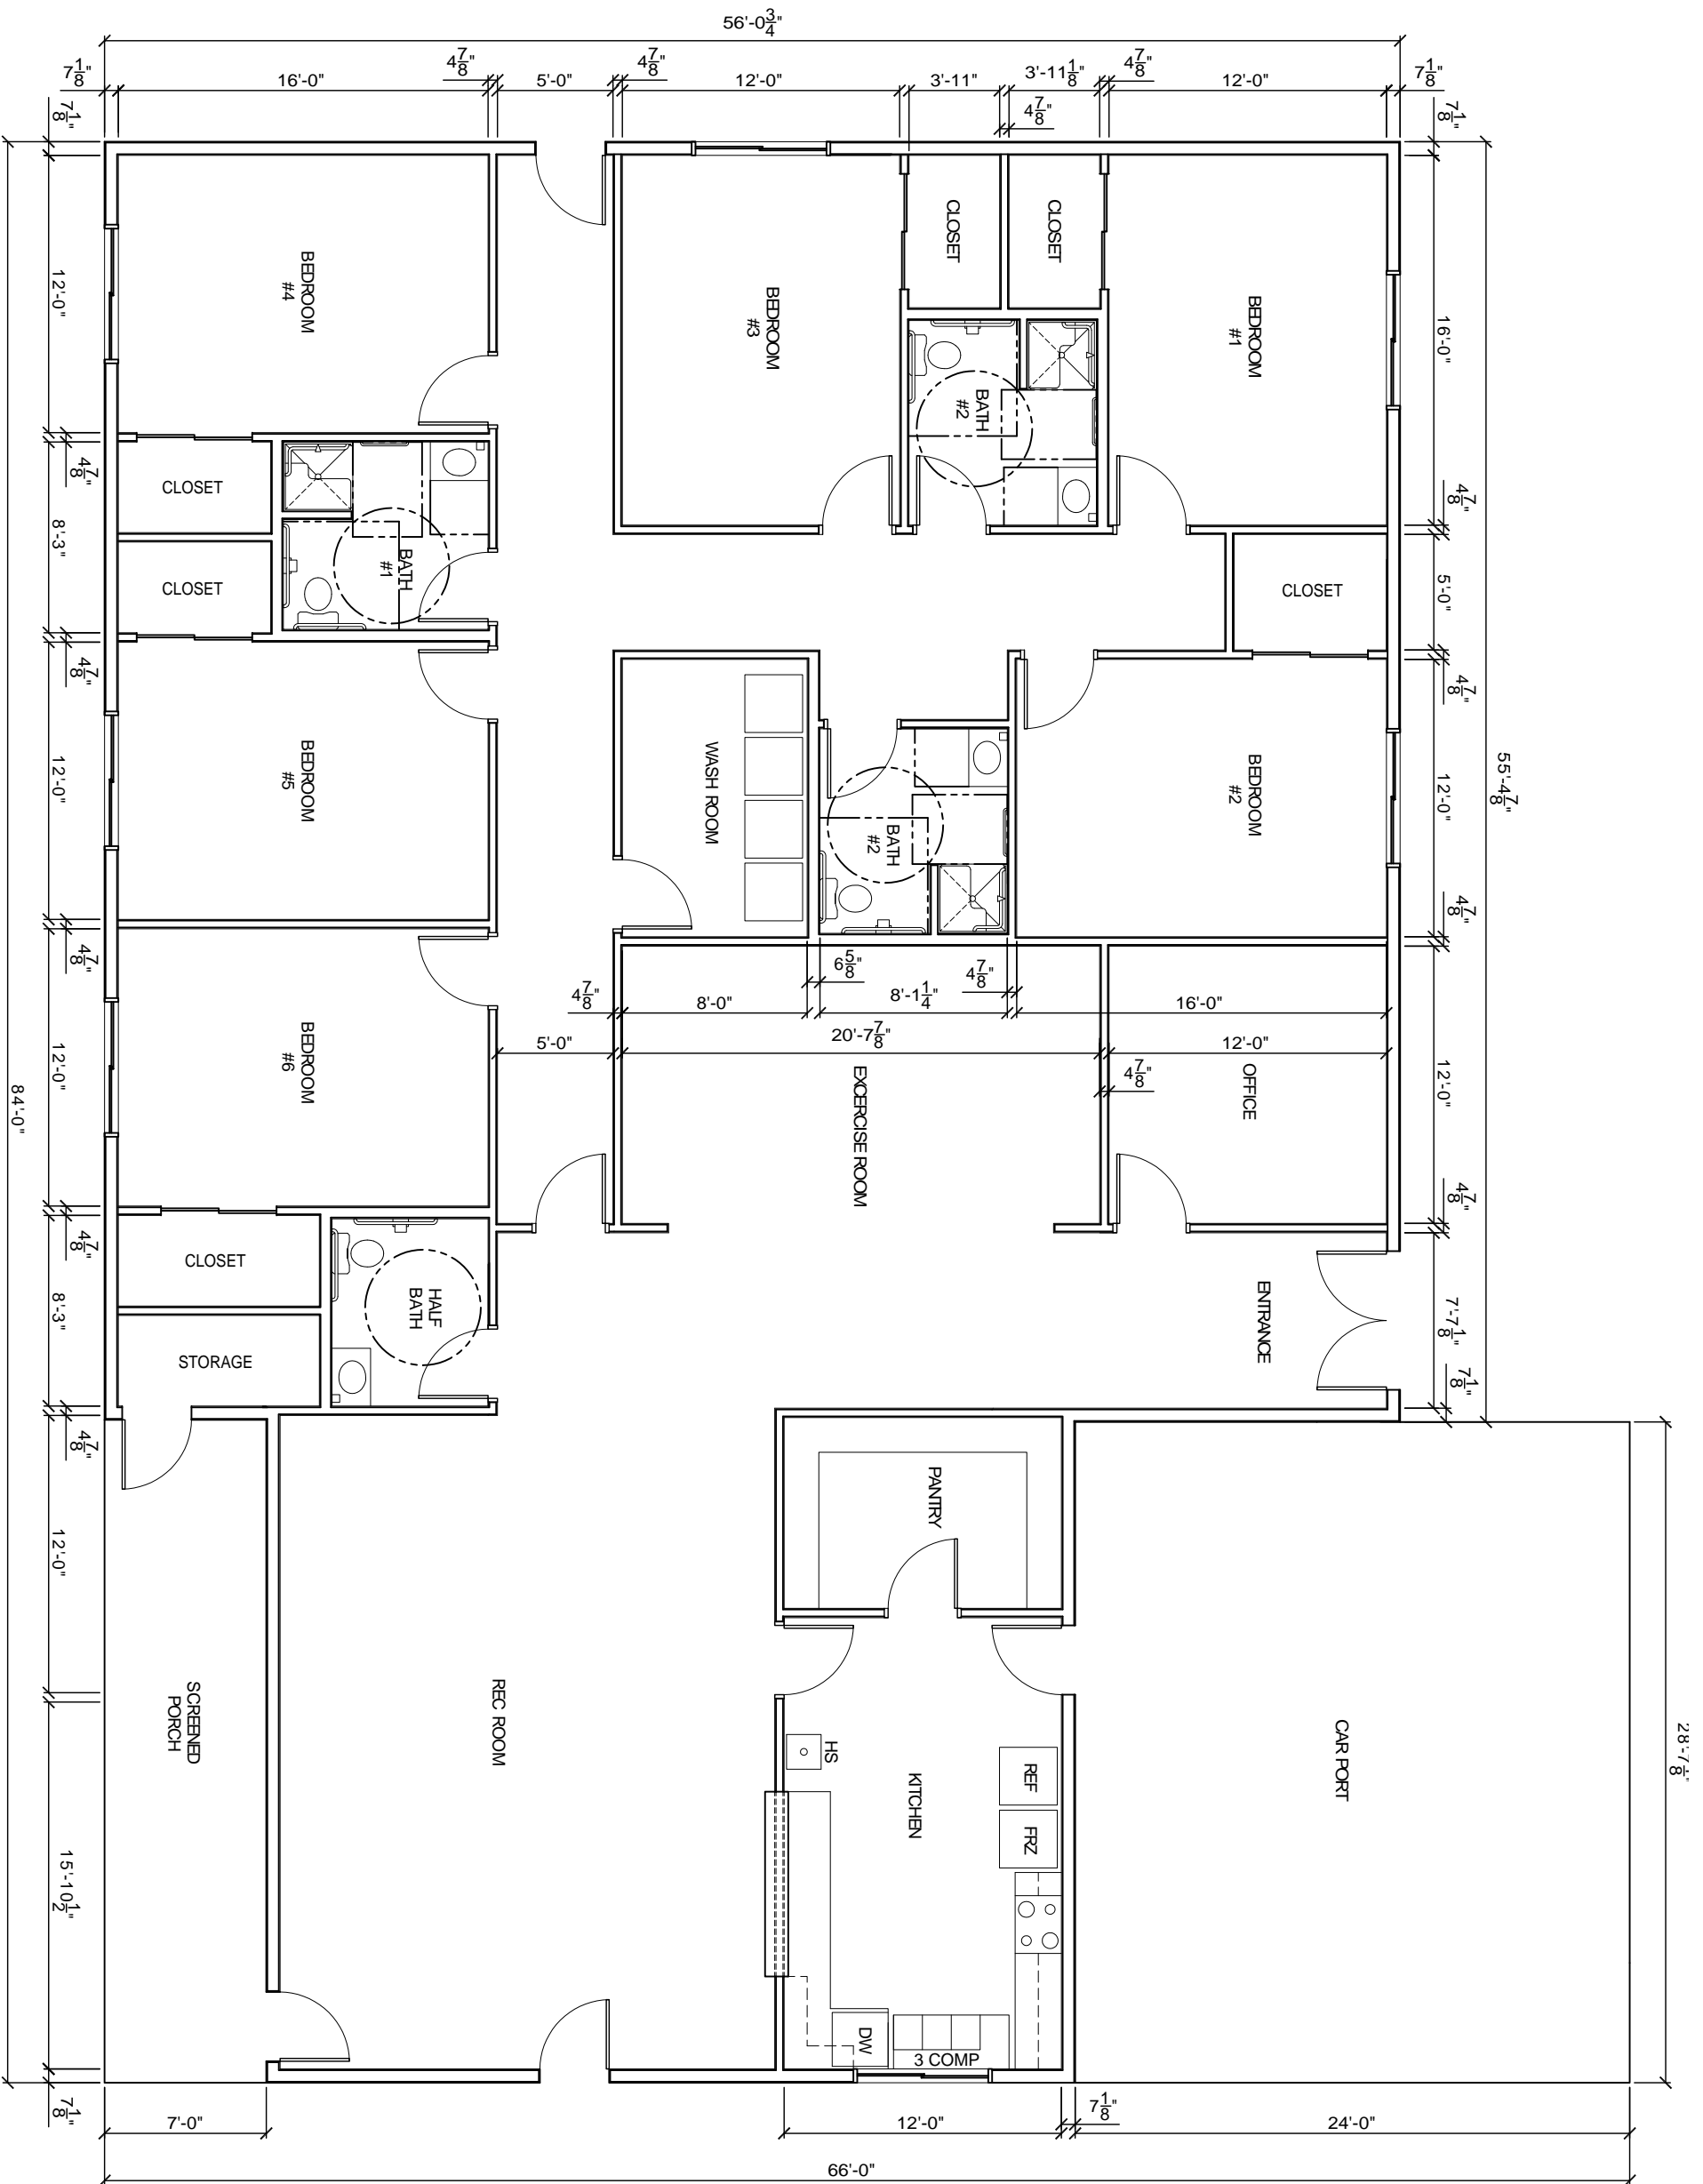 56'-0 3/4"
7 1/8"
16'-0"
4 7/8"
5'-0"
4 7/8"
12'-0"
3'-11"
3'-11 1/8"
4 7/8"
12'-0"
7 1/8"
4 7/8"
7 1/8"
7 1/8"
BEDROOM
#4
BEDROOM
#3
CLOSET
CLOSET
BEDROOM
#1
12'-0"
16'-0"
BATH
#2
4 7/8"
CLOSET
4 7/8"
8'-3"
BATH
#1
CLOSET
CLOSET
5'-0"
4 7/8"
4 7/8"
55'-4 7/8"
12'-0"
BEDROOM
#5
WASH ROOM
BATH
#2
BEDROOM
#2
12'-0"
4 7/8"
4 7/8"
6 5/8"
4 7/8"
4 7/8"
8'-0"
8'-1 1/4"
16'-0"
5'-0"
20'-7 7/8"
12'-0"
4 7/8"
84'-0"
12'-0"
BEDROOM
#6
EXCERCISE ROOM
OFFICE
12'-0"
4 7/8"
4 7/8"
CLOSET
8'-3"
HALF
BATH
ENTRANCE
7'-7 1/8"
STORAGE
7 1/8"
4 7/8"
PANTRY
12'-0"
SCREENED
PORCH
REC ROOM
HS
KITCHEN
REF
FRZ
CAR PORT
28'-7 1/8"
15'-10 1/2"
DW
3 COMP
7 1/8"
7'-0"
12'-0"
7 1/8"
24'-0"
66'-0"